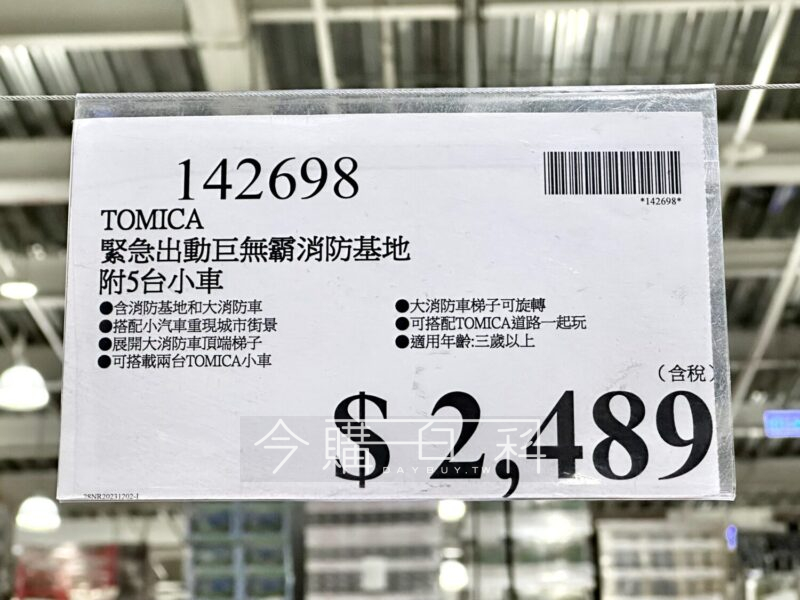 142698
*142698*
TOMICA
緊急出動巨無霸消防基地
附5台小車
●含消防基地和大消防車
●搭配小汽車重現城市街景
●展開大消防車頂端梯子
●可搭載兩台TOMICA小車
●大消防車梯子可旋轉
●可搭配TOMICA道路一起玩
●適用年齡:三歲以上
(含稅)
$ 2,489
今購百科
DAYBUY.TW
28NR20231202-1